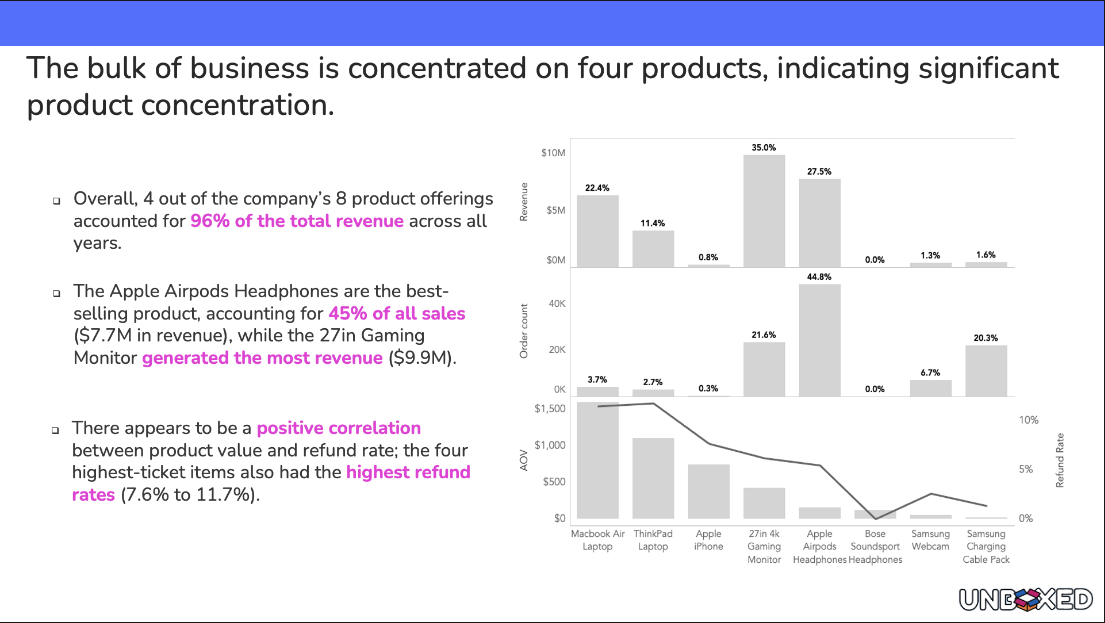 The bulk of business is concentrated on four products, indicating significant
product concentration.
Overall, 4 out of the company's 8 product offerings
accounted for 96% of the total revenue across all
years.
The Apple Airpods Headphones are the best-
selling product, accounting for 45% of all sales
($7.7M in revenue), while the 27in Gaming
Monitor generated the most revenue ($9.9M).
There appears to be a positive correlation
between product value and refund rate; the four
highest-ticket items also had the highest refund
rates (7.6% to 11.7%).
Revenue
$10M
$5M
$0M
22.4%
11.4%
0.8%
35.0%
27.5%
0.0%
1.3%
1.6%
Order count
40K
20K
0K
3.7%
2.7%
0.3%
21.6%
44.8%
0.0%
6.7%
20.3%
AOV
$1,500
$1,000
$500
$0
10%
5%
0%
Refund Rate
Macbook Air
Laptop
ThinkPad
Laptop
Apple
iPhone
27in 4k
Gaming
Monitor
Apple
Airpods
Headphones
Bose
Soundsport
Headphones
Samsung
Webcam
Samsung
Charging
Cable Pack
UNBOXED